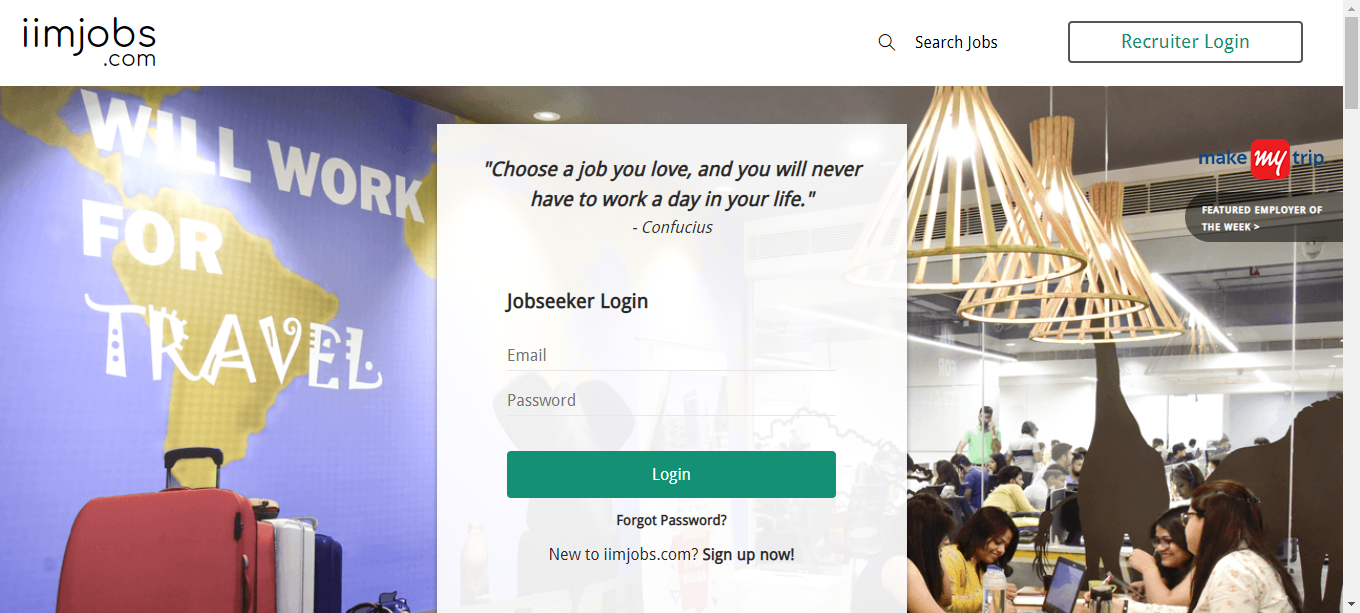 iimjobs
.com
Search Jobs
Recruiter Login
WILL WORK
FOR
TRAVEL
"Choose a job you love, and you will never
have to work a day in your life."
- Confucius
Jobseeker Login
Email
Password
Login
Forgot Password?
New to iimjobs.com? Sign up now!
make my trip
FEATURED EMPLOYER OF
THE WEEK >